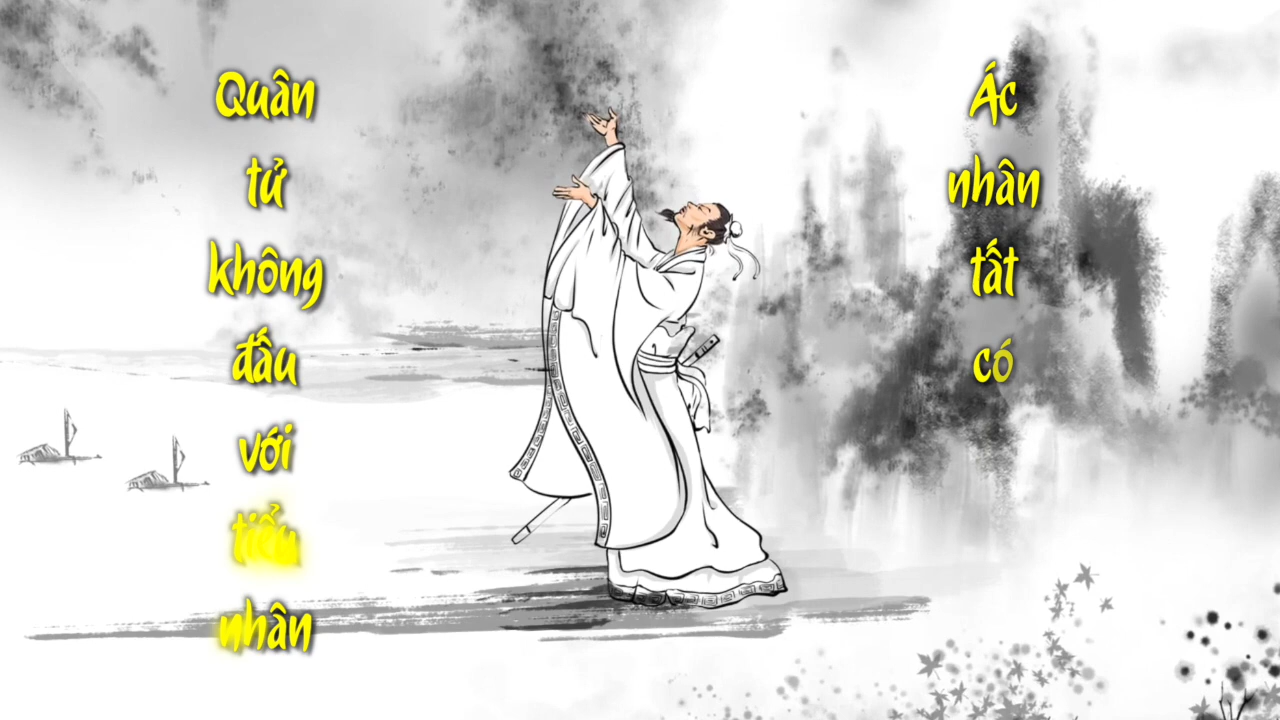 Quân
tử
không
đấu
với
tiểu
nhân
Ác
nhân
tất
có